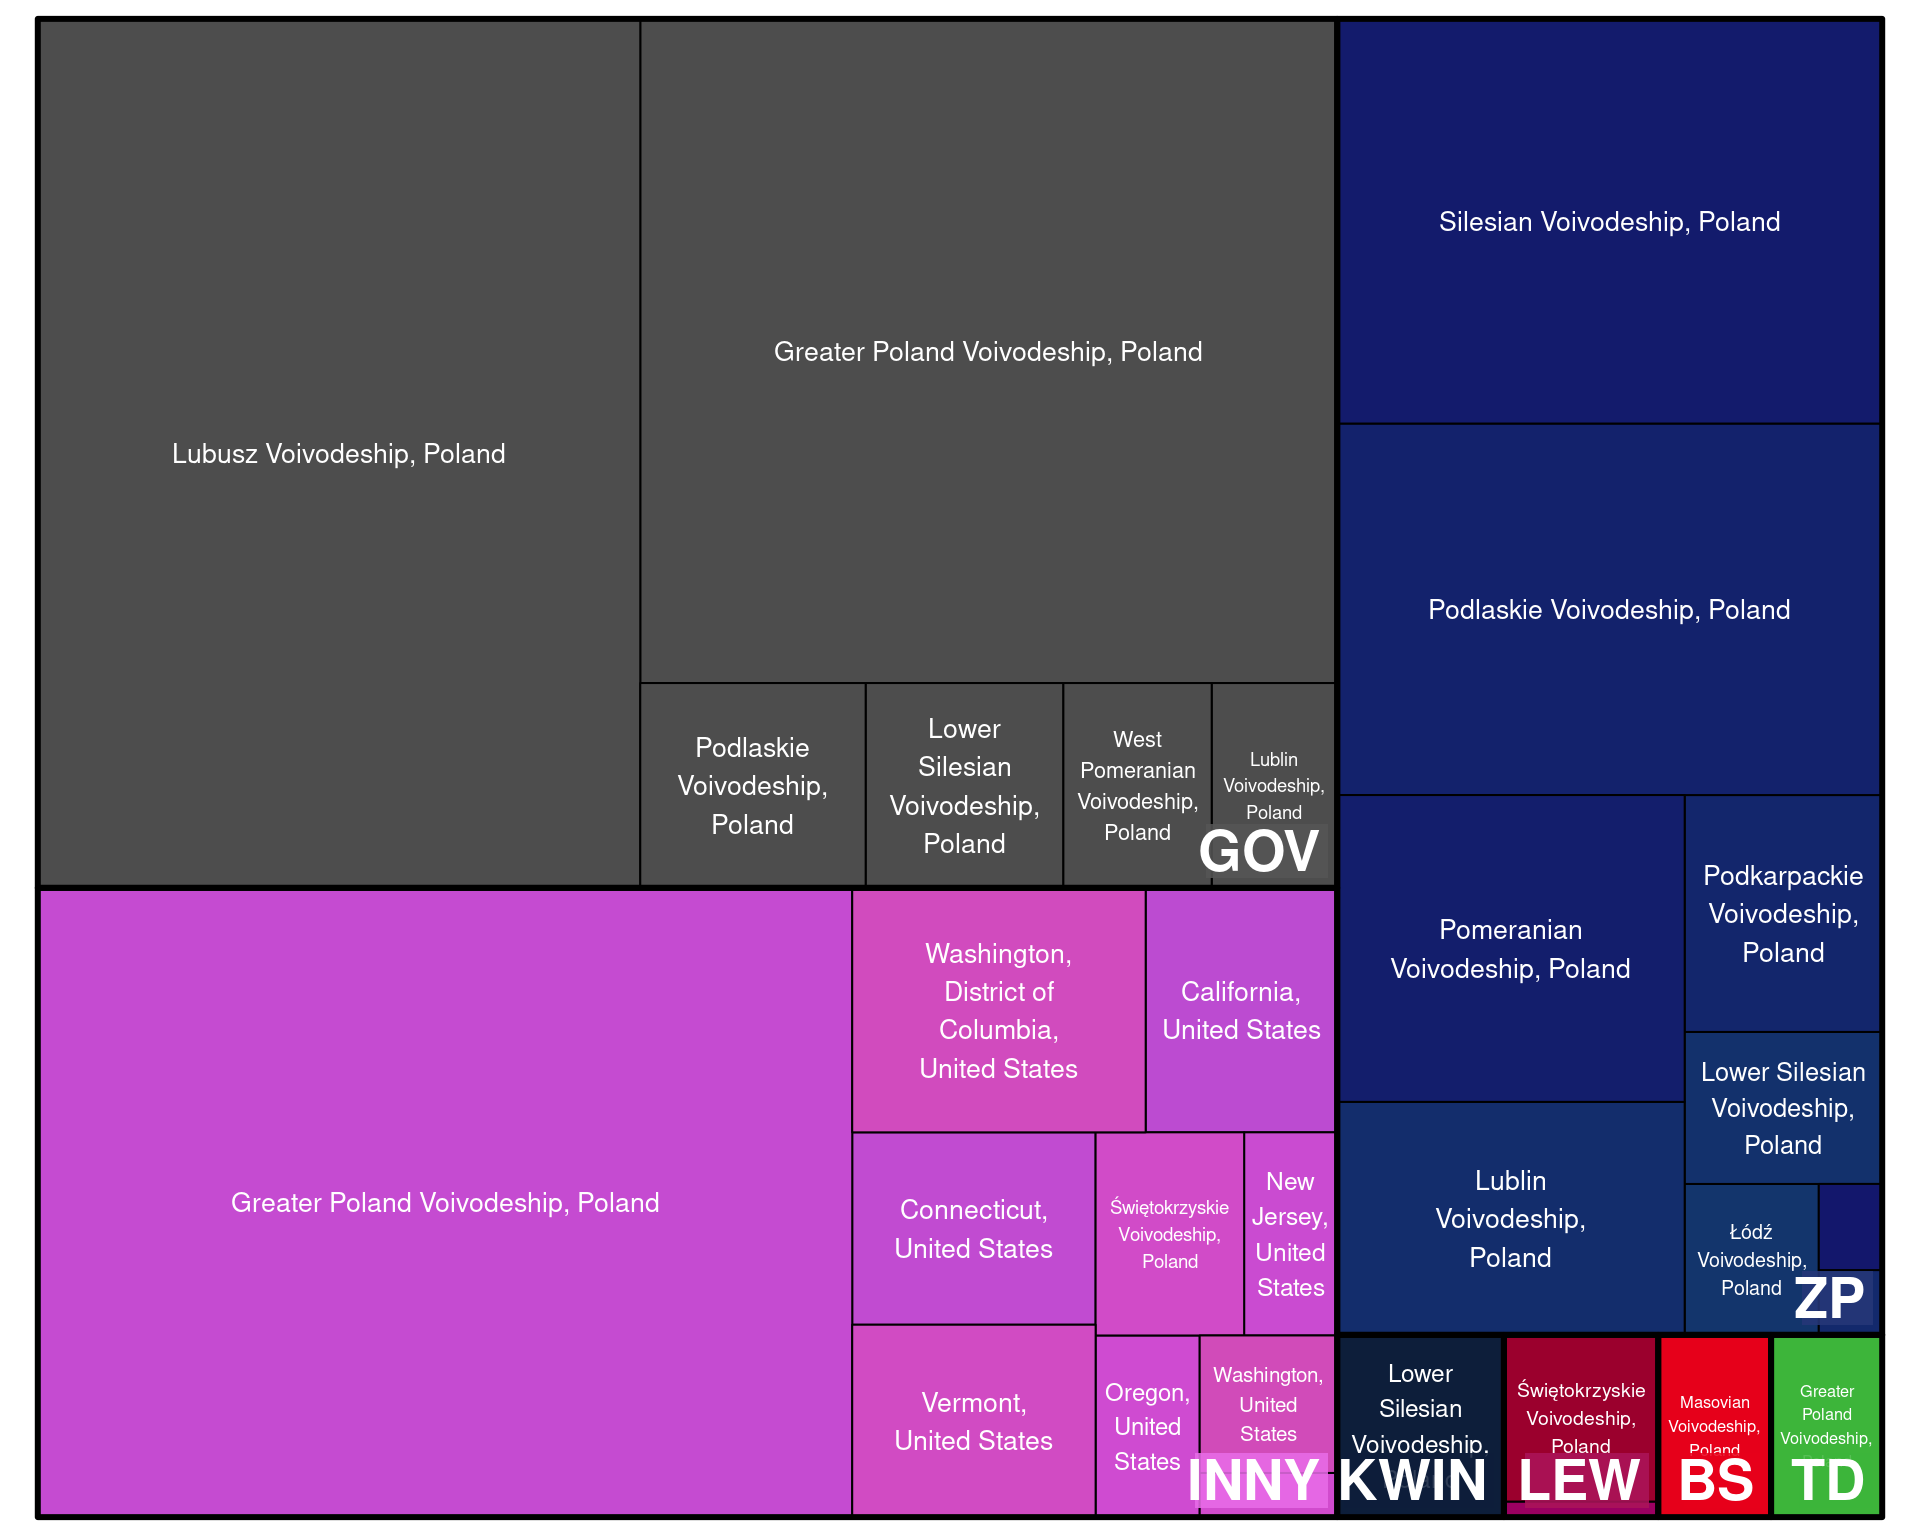 Lubusz Voivodeship, Poland
Greater Poland Voivodeship, Poland
Podlaskie
Voivodeship,
Poland
Lower
Silesian
Voivodeship,
Poland
West
Pomeranian
Voivodeship,
Poland
Lublin
Voivodeship,
Poland
GOV
Silesian Voivodeship, Poland
Podlaskie Voivodeship, Poland
Pomeranian
Voivodeship, Poland
Podkarpackie
Voivodeship,
Poland
Lower Silesian
Voivodeship,
Poland
Lublin
Voivodeship,
Poland
Łódź
Voivodeship,
Poland
ZP
Greater Poland Voivodeship, Poland
Washington,
District of
Columbia,
United States
California,
United States
Connecticut,
United States
Świętokrzyskie
Voivodeship,
Poland
New
Jersey,
United
States
Vermont,
United States
Oregon,
United
States
Washington,
United
States
INNY
Lower
Silesian
Voivodeship,
KWIN
Świętokrzyskie
Voivodeship,
Poland
LEW
Masovian
Voivodeship,
Poland
BS
Greater
Poland
Voivodeship,
TD